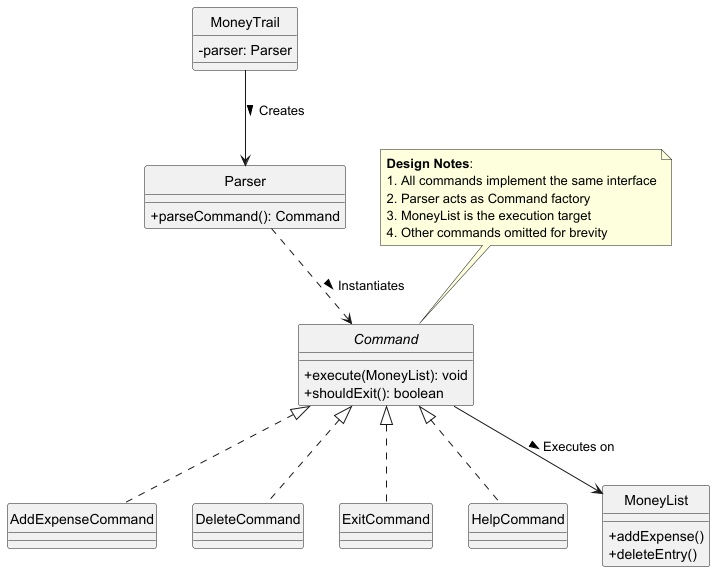 MoneyTrail
-parser: Parser
Creates
Parser
+parseCommand(): Command
Design Notes:
1. All commands implement the same interface
2. Parser acts as Command factory
3. MoneyList is the execution target
4. Other commands omitted for brevity
Instantiates
Command
+execute(MoneyList): void
+shouldExit(): boolean
Executes on
AddExpenseCommand
DeleteCommand
ExitCommand
HelpCommand
MoneyList
+addExpense()
+deleteEntry()